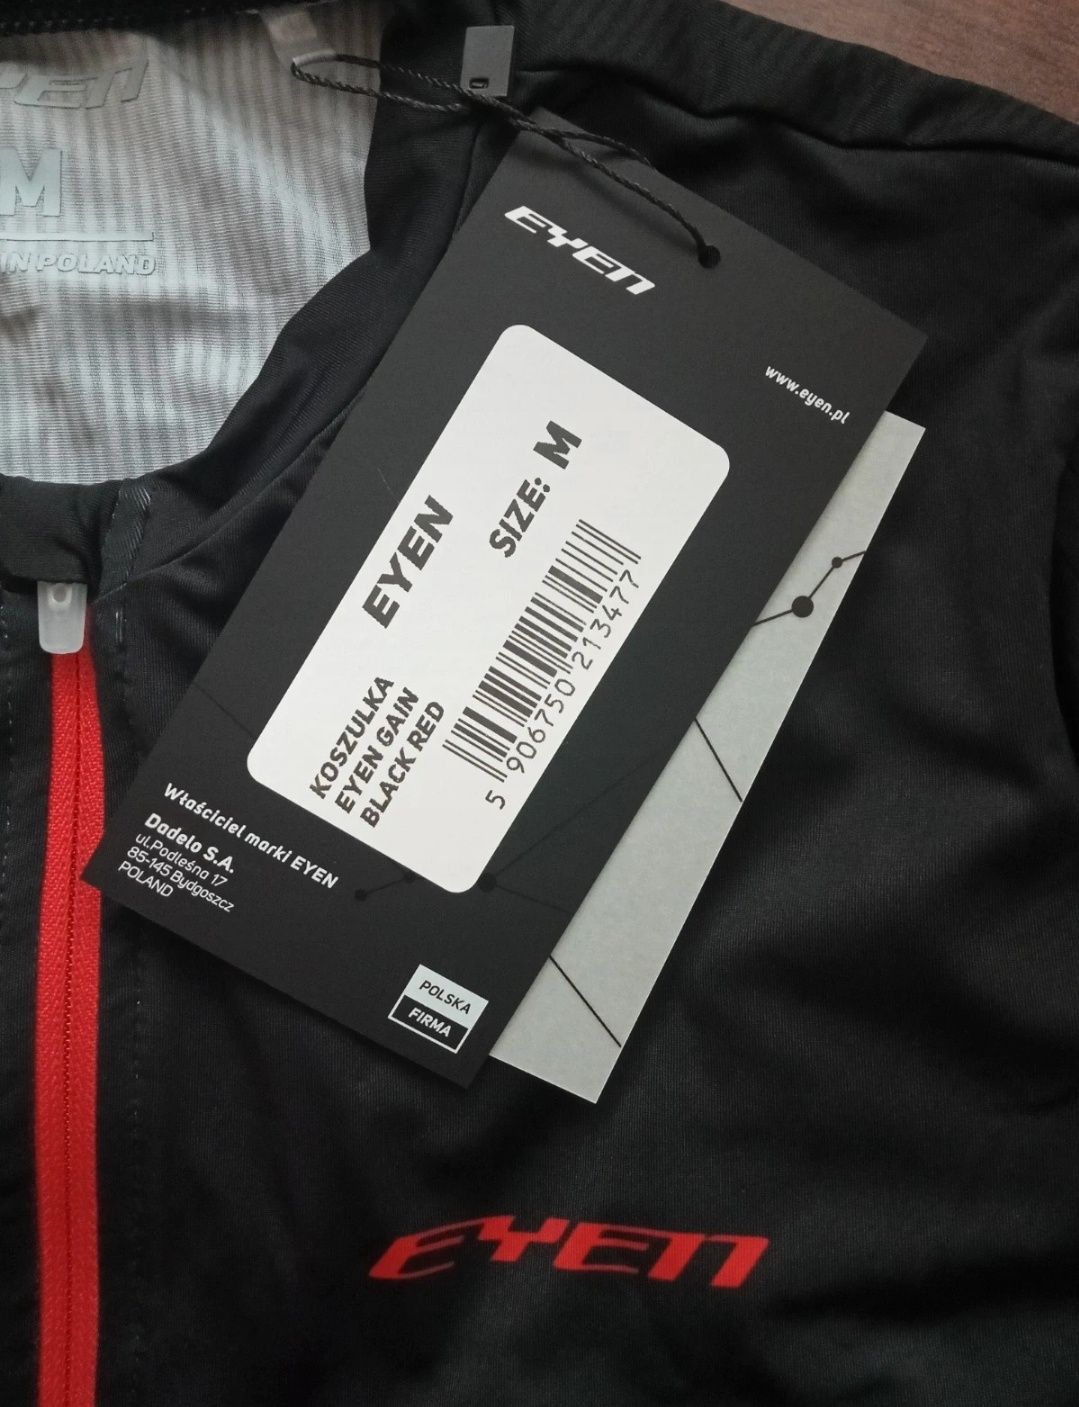 M
IN POLAND
EYEN
www.eyen.pl
EYEN
SIZE: M
KOSZULKA
EYEN GAIN
BLACK RED
5 906750 213477
Właściciel marki EYEN
Dadelo S.A.
ul.Podleśna 17
85-145 Bydgoszcz
POLAND
POLSKA
FIRMA
EYEN